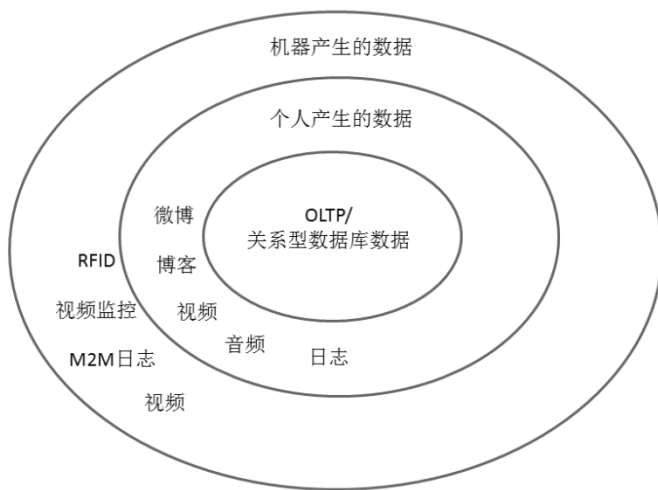 机器产生的数据
个人产生的数据
OLTP/
关系型数据库数据
微博
博客
视频
音频
日志
RFID
视频监控
M2M日志
视频